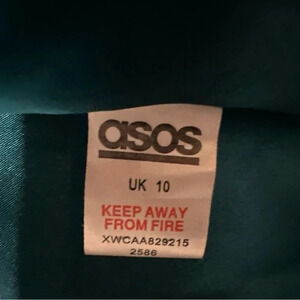 asos
UK 10
KEEP AWAY
FROM FIRE
XWCAA829215
2586